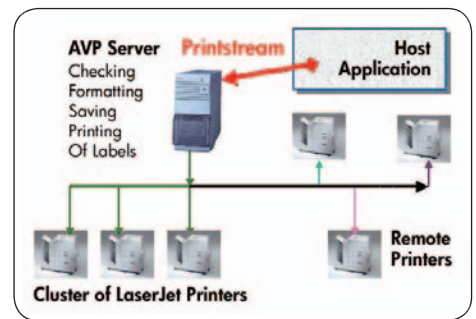 AVP Server
Checking
Formatting
Saving
Printing
Of Labels
Printstream
Host
Application
Remote
Printers
Cluster of LaserJet Printers